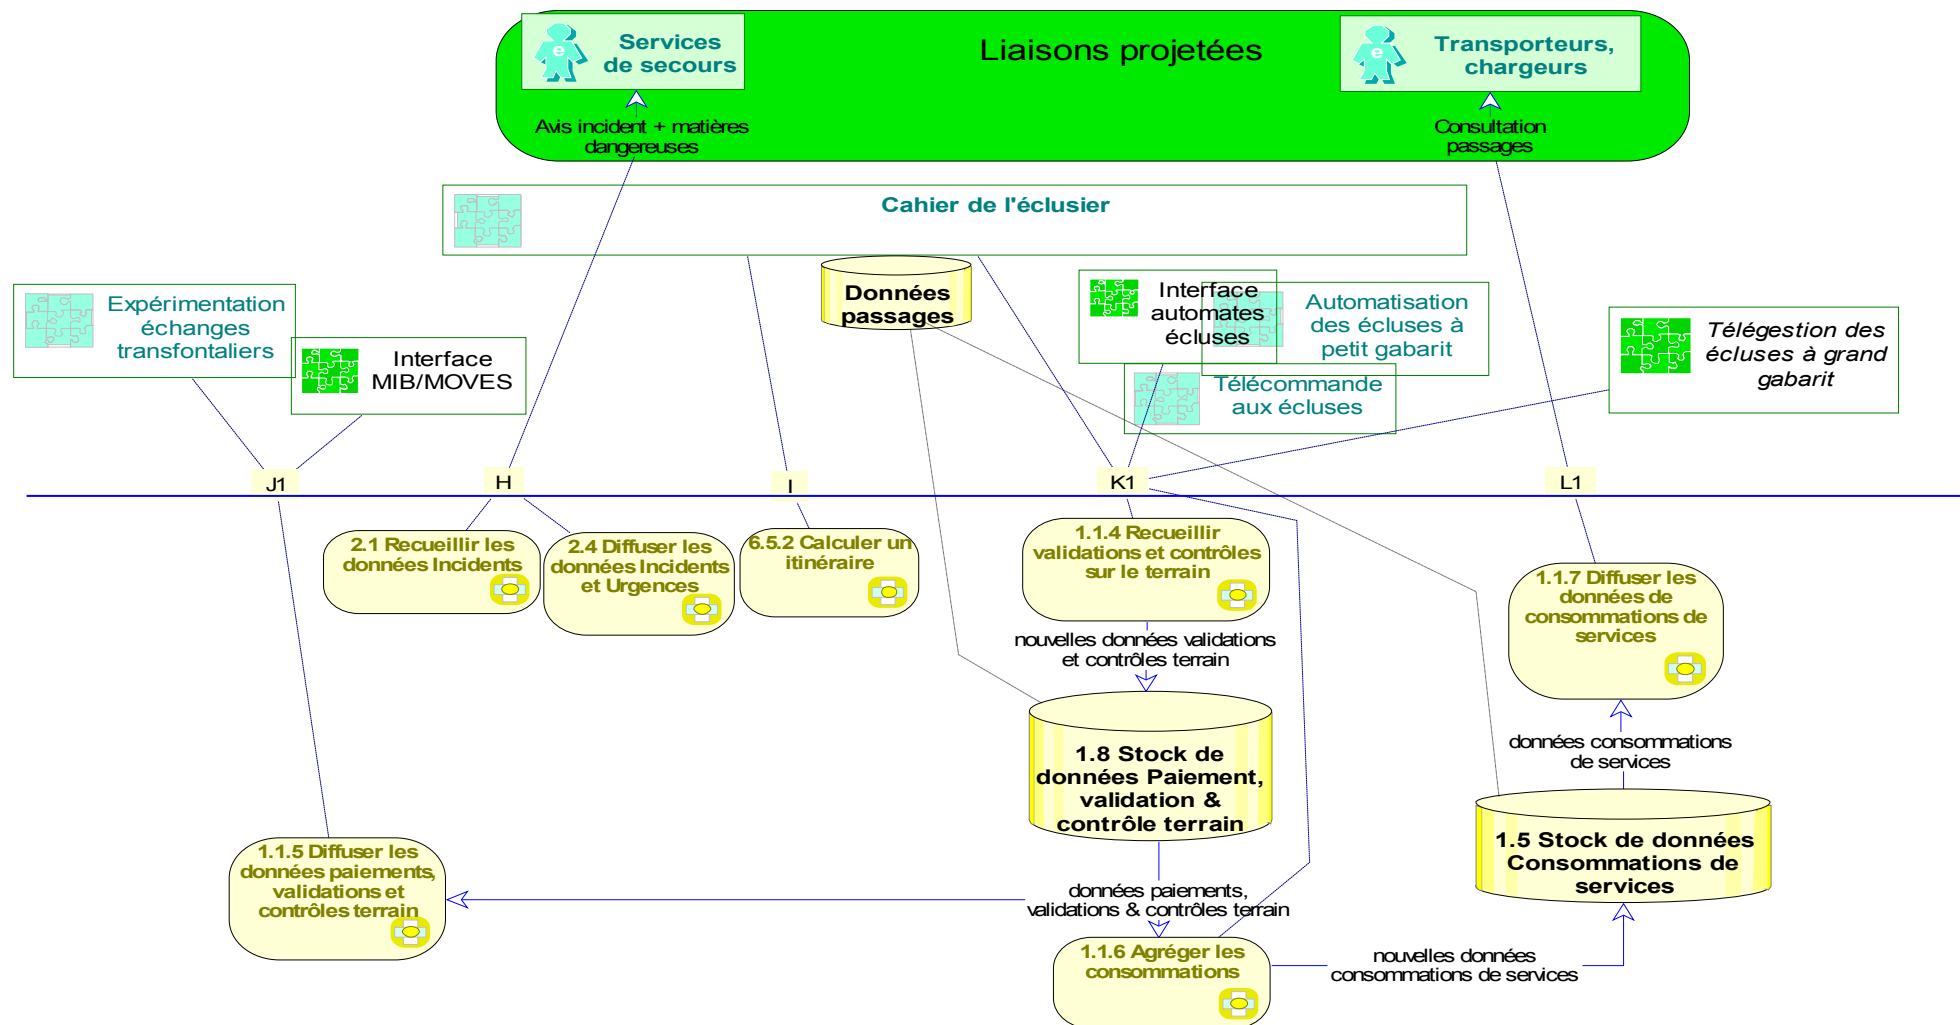 Liaisons projetées
e
Services
de secours
e
Transporteurs,
chargeurs
Avis incident + matières
dangereuses
Consultation
passages
Cahier de l'éclusier
Données
passages
Expérimentation
échanges
transfontaliers
Interface
MIB/MOVES
Interface
automates
écluses
Automatisation
des écluses à
petit gabarit
Télécommande
aux écluses
Télégestion des
écluses à grand
gabarit
J1
H
I
K1
L1
2.1 Recueillir les
données Incidents
2.4 Diffuser les
données Incidents
et Urgences
6.5.2 Calculer un
itinéraire
1.1.4 Recueillir
validations et contrôles
sur le terrain
1.1.7 Diffuser les
données de
consommations de
services
nouvelles données validations
et contrôles terrain
1.8 Stock de
données Paiement,
validation &
contrôle terrain
données consommations
de services
1.5 Stock de données
Consommations de
services
1.1.5 Diffuser les
données paiements,
validations et
contrôles terrain
données paiements,
validations & contrôles terrain
1.1.6 Agréger les
consommations
nouvelles données
consommations de services